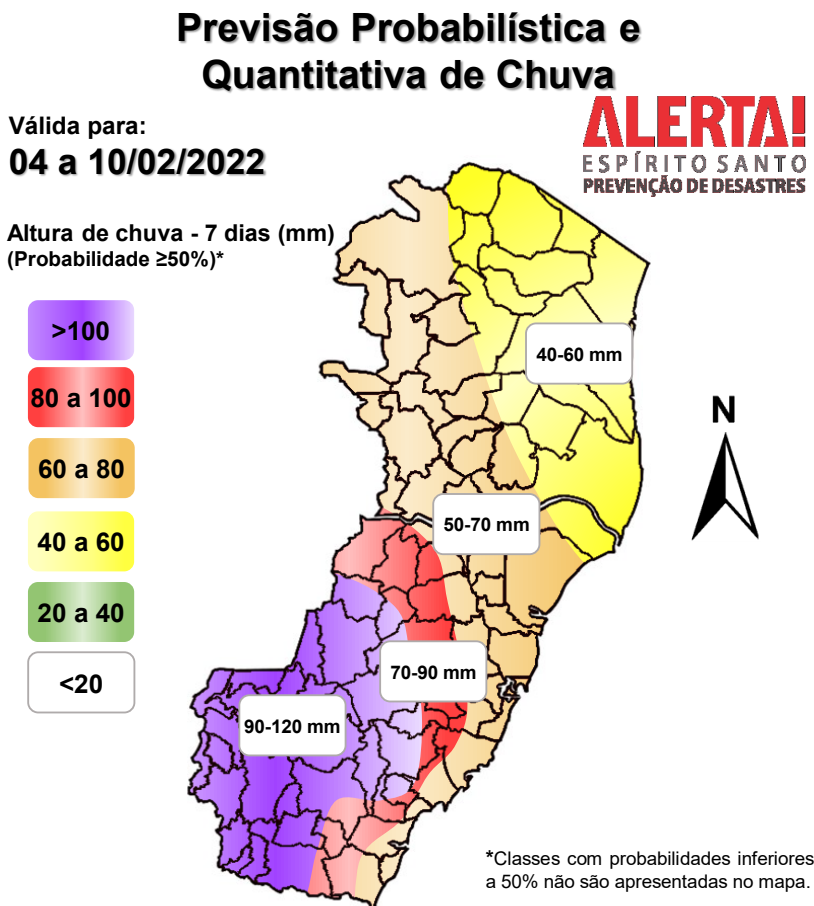 Previsão Probabilística e
Quantitativa de Chuva
Válida para:
04 a 10/02/2022
ALERTA!
ESPÍRITO SANTO
PREVENÇÃO DE DESASTRES
Altura de chuva - 7 dias (mm)
(Probabilidade ≥50%)*
>100
80 a 100
60 a 80
40 a 60
20 a 40
<20
40-60 mm
N
50-70 mm
70-90 mm
90-120 mm
*Classes com probabilidades inferiores
a 50% não são apresentadas no mapa.